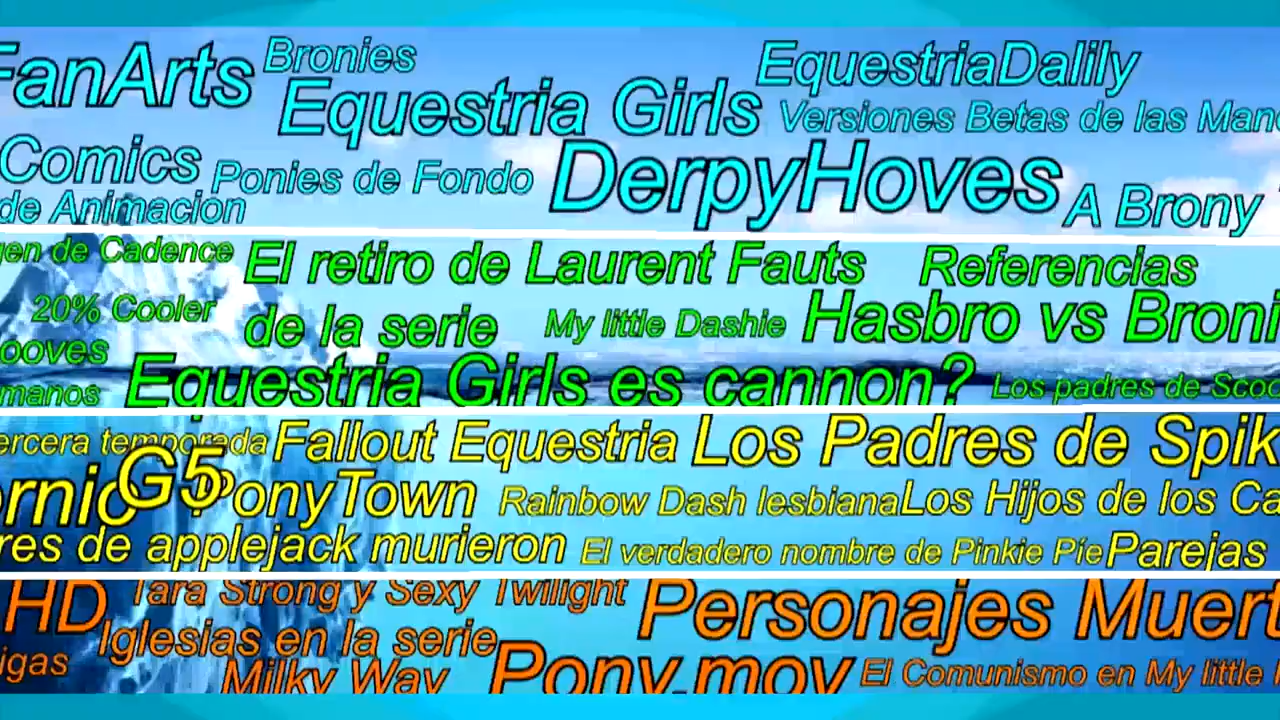 FanArts
Bronies
EquestriaDalily
Equestria Girls
Versiones Betas de las
Comics
Ponies de Fondo
DerpyHoves
A Brony
de Animacion
de Cadence
El retiro de Laurent Fauts
Referencias
20% Cooler
de la serie
My little Dashie
Hasbro vs
Equestria Girls es cannon?
Los padres de
temporada
Fallout Equestria
Los Padres de
G5
PonyTown
Rainbow Dash lesbiana
Los Hijos de los
de applejack murieron
El verdadero nombre de Pinkie Píe
Parejas
HD
Tara Strong y Sexy Twilight
Personajes
Iglesias en la serie
Milky Way
Pony.mov
El Comunismo en My little